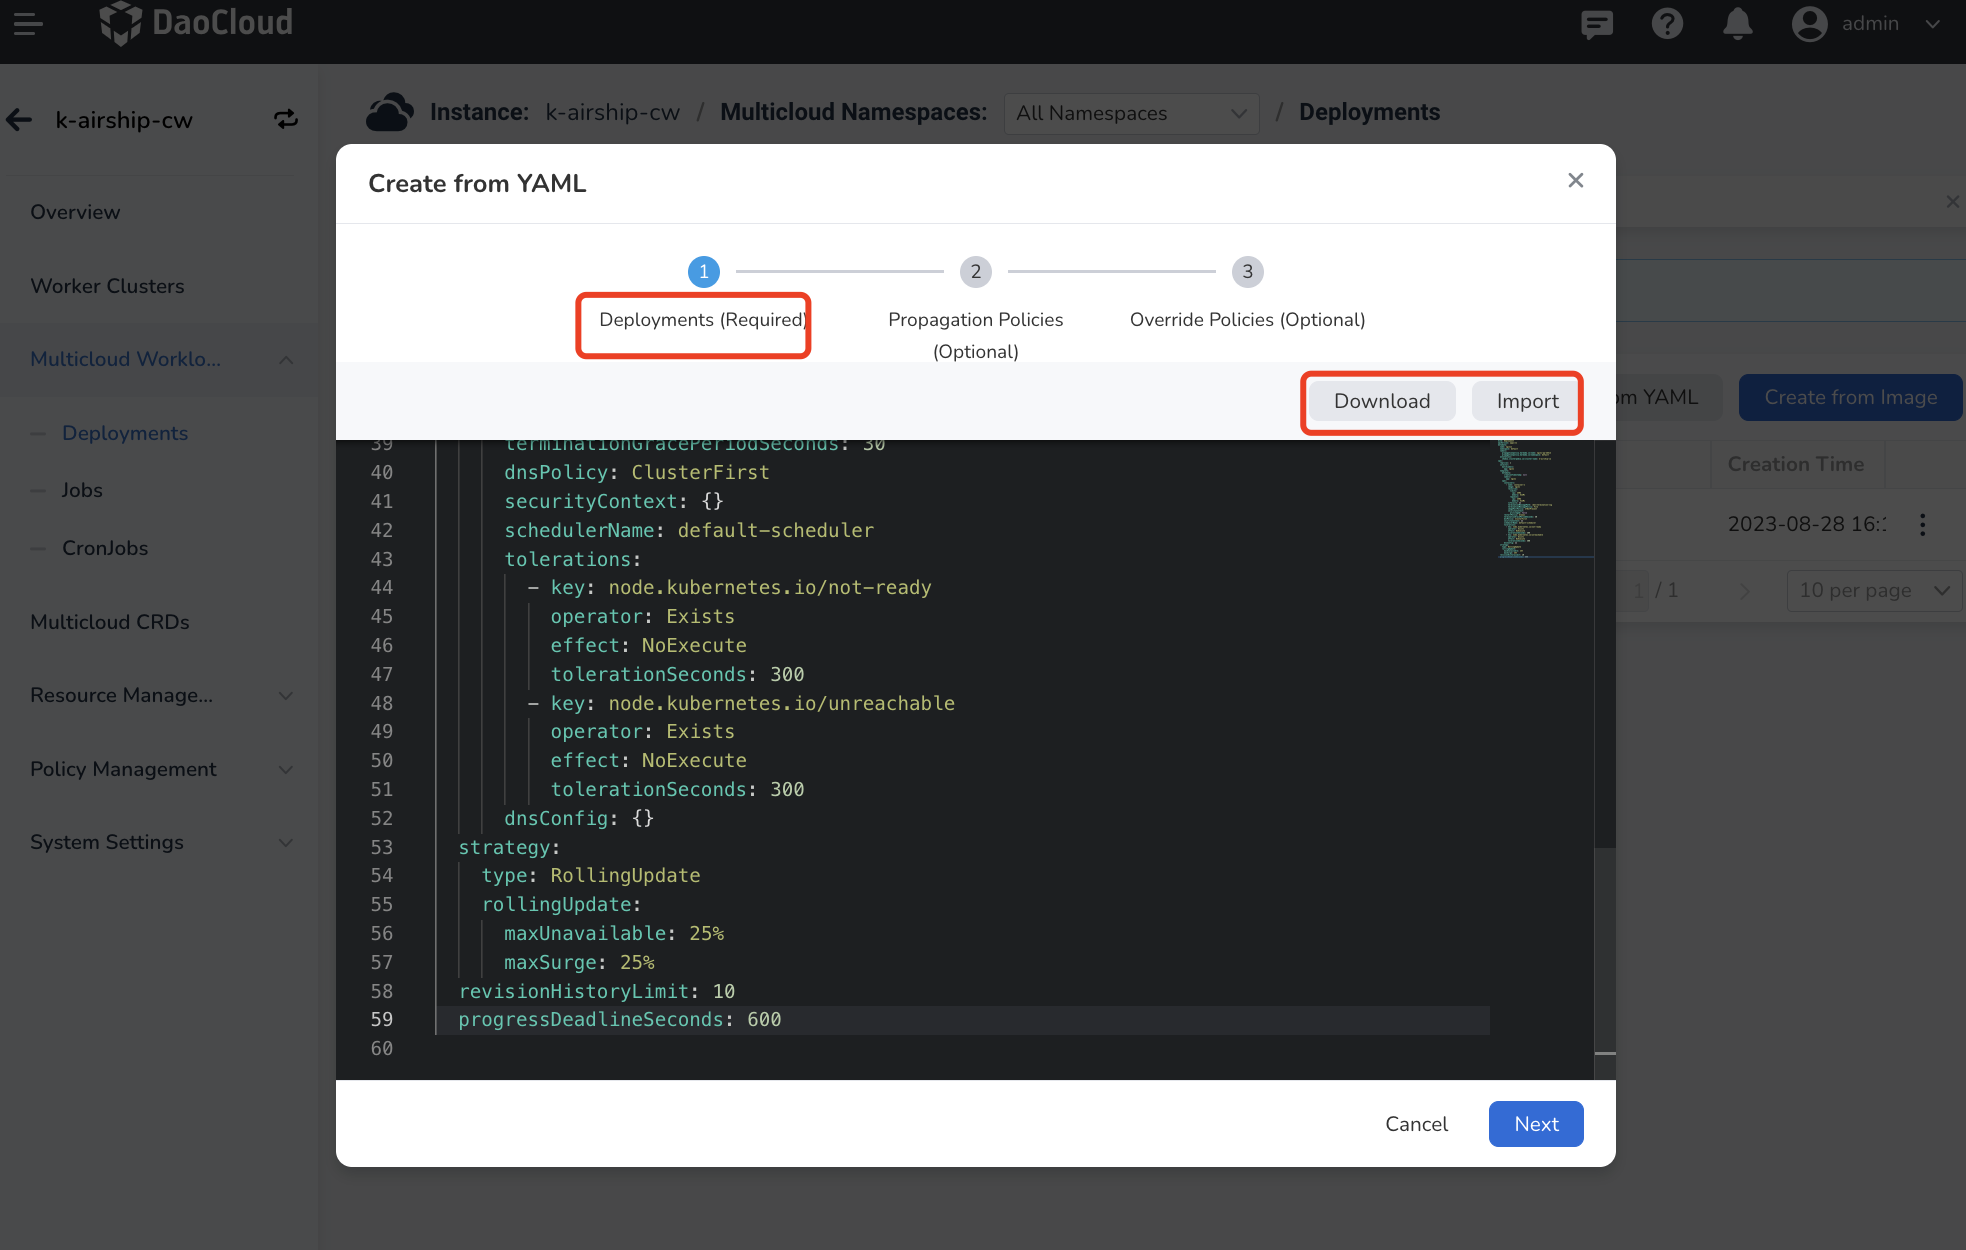 DaoCloud
admin
k-airship-cw
Instance: k-airship-cw / Multicloud Namespaces: All Namespaces / Deployments
Overview
Worker Clusters
Multicloud Worklo...
Deployments
Jobs
CronJobs
Multicloud CRDs
Resource Manage...
Policy Management
System Settings
Create from YAML
1
2
3
Deployments (Required)
Propagation Policies
(Optional)
Override Policies (Optional)
Download
Import
om YAML
Create from Image
Creation Time
2023-08-28 16:
1 / 1
10 per page
39 terminationGracePeriodSeconds: 30
40 dnsPolicy: ClusterFirst
41 securityContext: {}
42 schedulerName: default-scheduler
43 tolerations:
44 - key: node.kubernetes.io/not-ready
45 operator: Exists
46 effect: NoExecute
47 tolerationSeconds: 300
48 - key: node.kubernetes.io/unreachable
49 operator: Exists
50 effect: NoExecute
51 tolerationSeconds: 300
52 dnsConfig: {}
53 strategy:
54 type: RollingUpdate
55 rollingUpdate:
56 maxUnavailable: 25%
57 maxSurge: 25%
58 revisionHistoryLimit: 10
59 progressDeadlineSeconds: 600
60
Cancel
Next